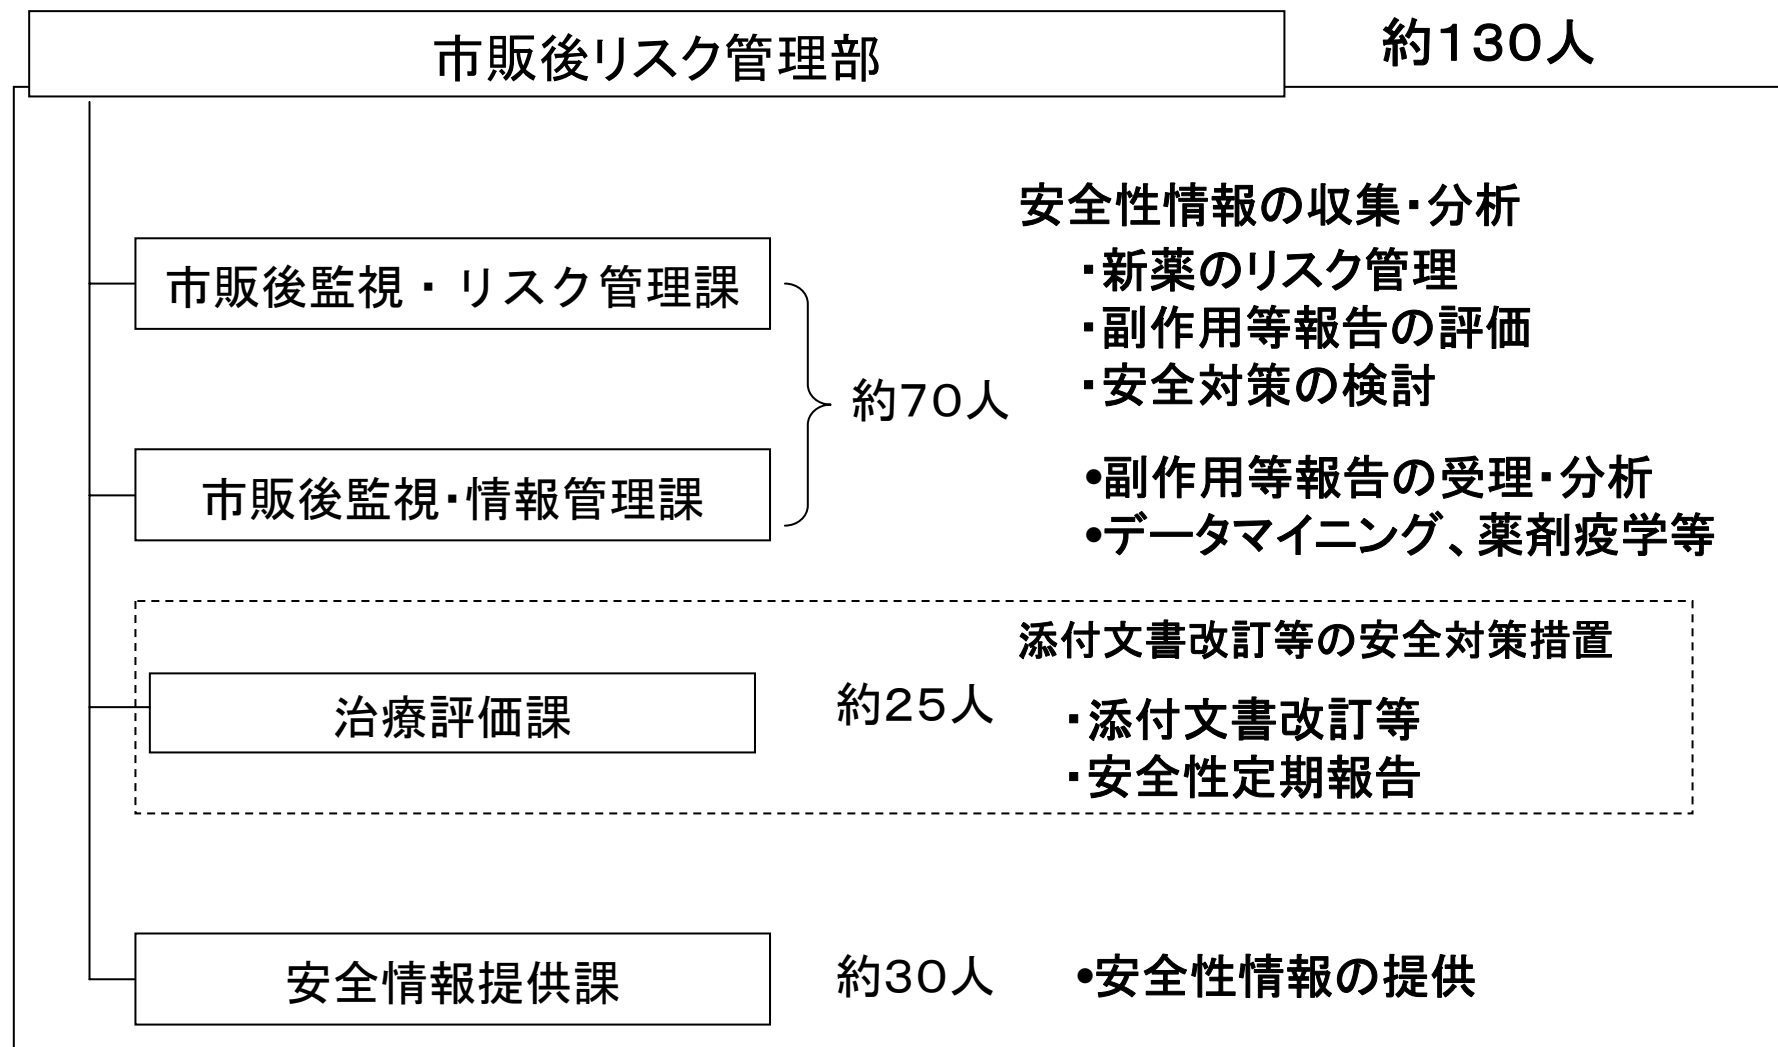 市販後リスク管理部
約130人
安全性情報の収集・分析
市販後監視・リスク管理課
・新薬のリスク管理
・副作用等報告の評価
・安全対策の検討
約70人
市販後監視・情報管理課
•副作用等報告の受理・分析
•データマイニング、薬剤疫学等
添付文書改訂等の安全対策措置
治療評価課
約25人
・添付文書改訂等
・安全性定期報告
安全情報提供課
約30人
•安全性情報の提供